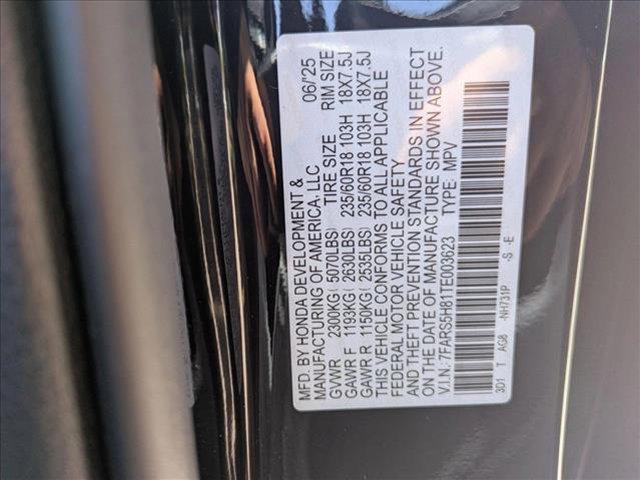 MFD. BY HONDA DEVELOPMENT &
MANUFACTURING OF AMERICA, LLC 06/'25
GVWR 2300KG( 5070LBS) TIRE SIZE RIM SIZE
GAWR F 1193KG( 2630LBS) 235/60R18 103H 18X7.5J
GAWR R 1150KG( 2535LBS) 235/60R18 103H 18X7.5J
THIS VEHICLE CONFORMS TO ALL APPLICABLE
FEDERAL MOTOR VEHICLE SAFETY
AND THEFT PREVENTION STANDARDS IN EFFECT
ON THE DATE OF MANUFACTURE SHOWN ABOVE.
V.I.N. 7FARS5H81TE003623 TYPE: MPV
3D1 T AG8 -NH731P -S -E